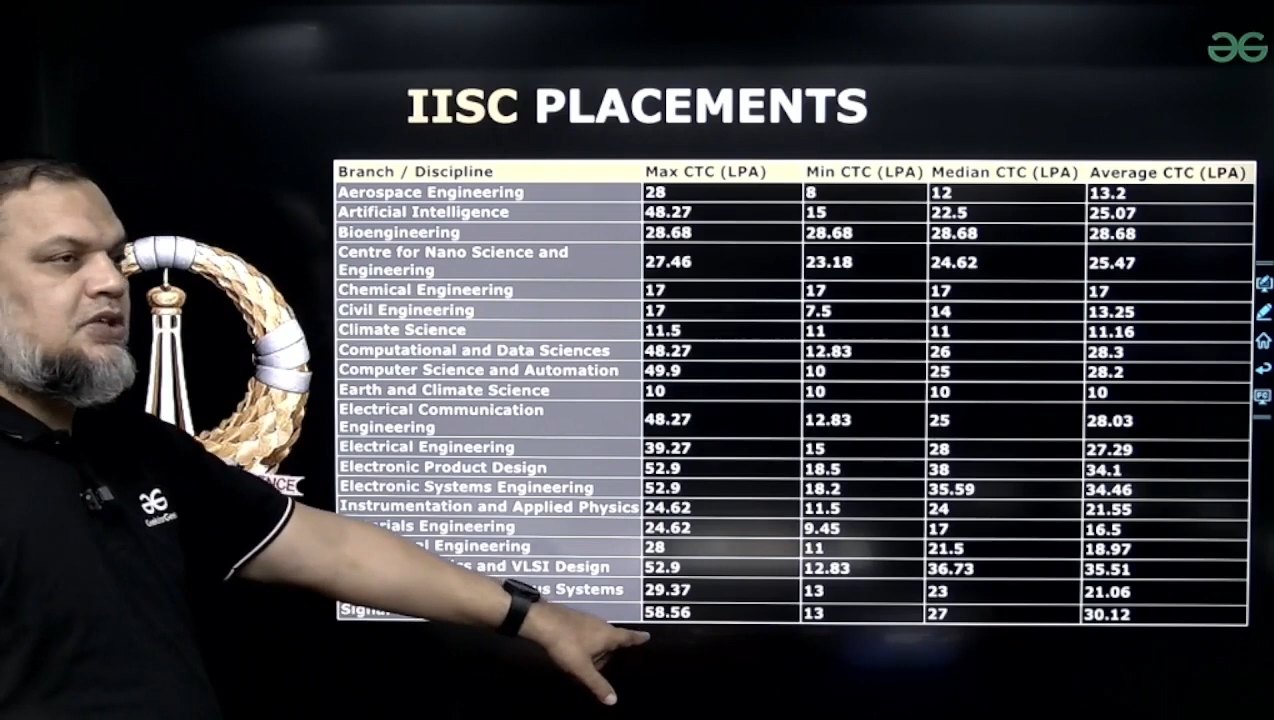 IISC PLACEMENTS
Branch / Discipline Max CTC (LPA) Min CTC (LPA) Median CTC (LPA) Average CTC (LPA)
Aerospace Engineering 28 8 12 13.2
Artificial Intelligence 48.27 15 22.5 25.07
Bioengineering 28.68 28.68 28.68 28.68
Centre for Nano Science and
Engineering 27.46 23.18 24.62 25.47
Chemical Engineering 17 17 17 17
Civil Engineering 17 7.5 14 13.25
Climate Science 11.5 11 11 11.16
Computational and Data Sciences 48.27 12.83 26 28.3
Computer Science and Automation 49.9 10 25 28.2
Earth and Climate Science 10 10 10 10
Electrical Communication
Engineering 48.27 12.83 25 28.03
Electrical Engineering 39.27 15 28 27.29
Electronic Product Design 52.9 18.5 38 34.1
Electronic Systems Engineering 52.9 18.2 35.59 34.46
Instrumentation and Applied Physics 24.62 11.5 24 21.55
Engineering 24.62 9.45 17 16.5
Engineering 28 11 21.5 18.97
and VLSI Design 52.9 12.83 36.73 35.51
Systems 29.37 13 23 21.06
58.56 13 27 30.12